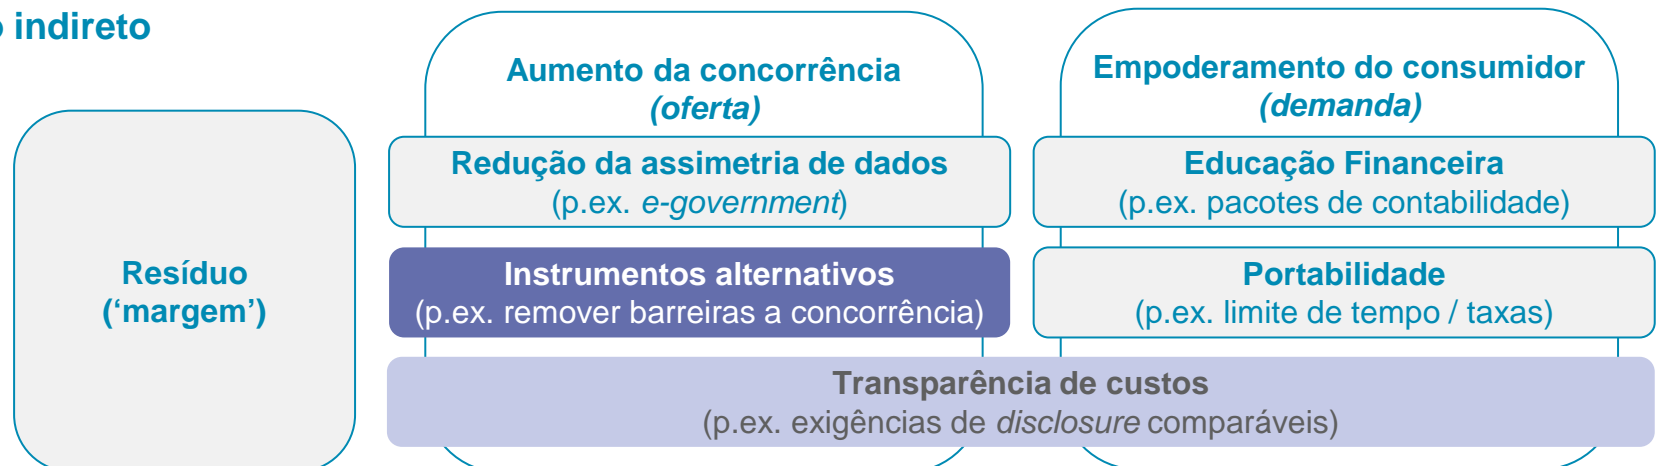 o indireto
Aumento da concorrência
(oferta)
Empoderamento do consumidor
(demanda)
Redução da assimetria de dados
(p.ex. e-government)
Educação Financeira
(p.ex. pacotes de contabilidade)
Resíduo
(‘margem’)
Instrumentos alternativos
(p.ex. remover barreiras a concorrência)
Portabilidade
(p.ex. limite de tempo / taxas)
Transparência de custos
(p.ex. exigências de disclosure comparáveis)